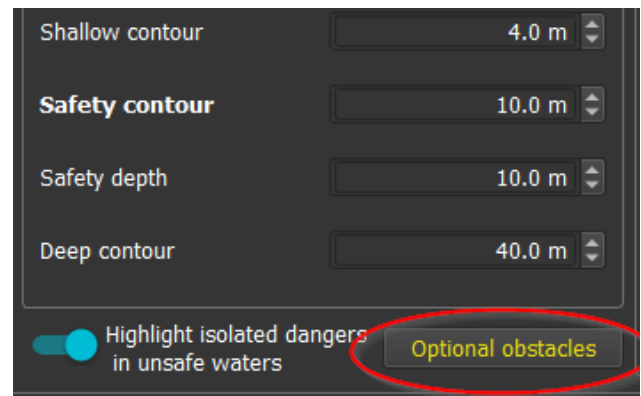 Shallow contour 4.0 m
Safety contour 10.0 m
Safety depth 10.0 m
Deep contour 40.0 m
Highlight isolated dangers
in unsafe waters
Optional obstacles